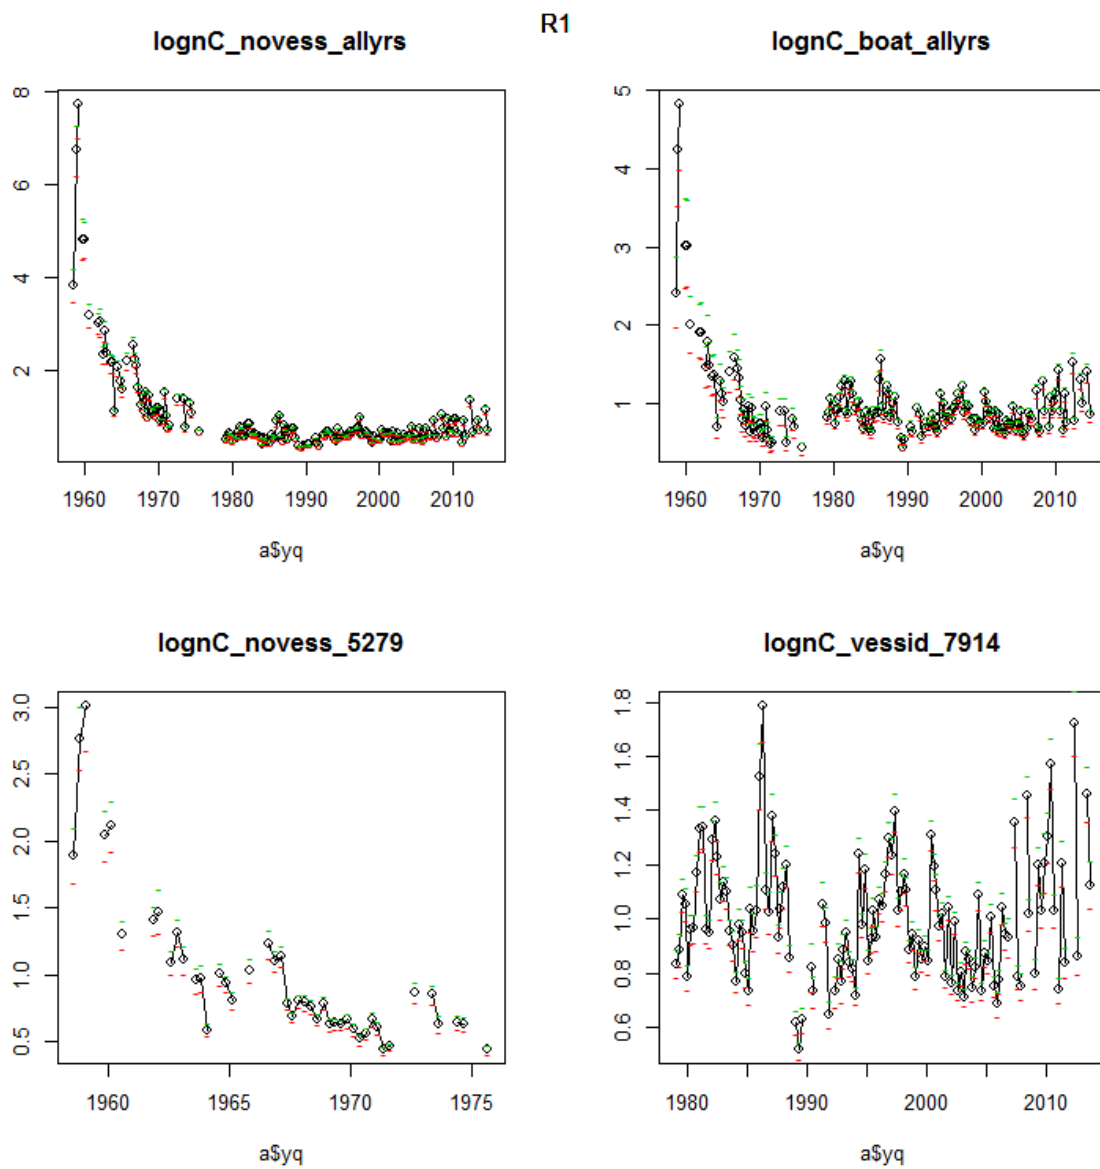 R1
lognC_novess_allyrs
8
6
4
2
1960 1970 1980 1990 2000 2010
a$yq
lognC_boat_allyrs
5
4
3
2
1
1960 1970 1980 1990 2000 2010
a$yq
lognC_novess_5279
3.0
2.5
2.0
1.5
1.0
0.5
1960 1965 1970 1975
a$yq
lognC_vessid_7914
1.8
1.6
1.4
1.2
1.0
0.8
0.6
1980 1990 2000 2010
a$yq